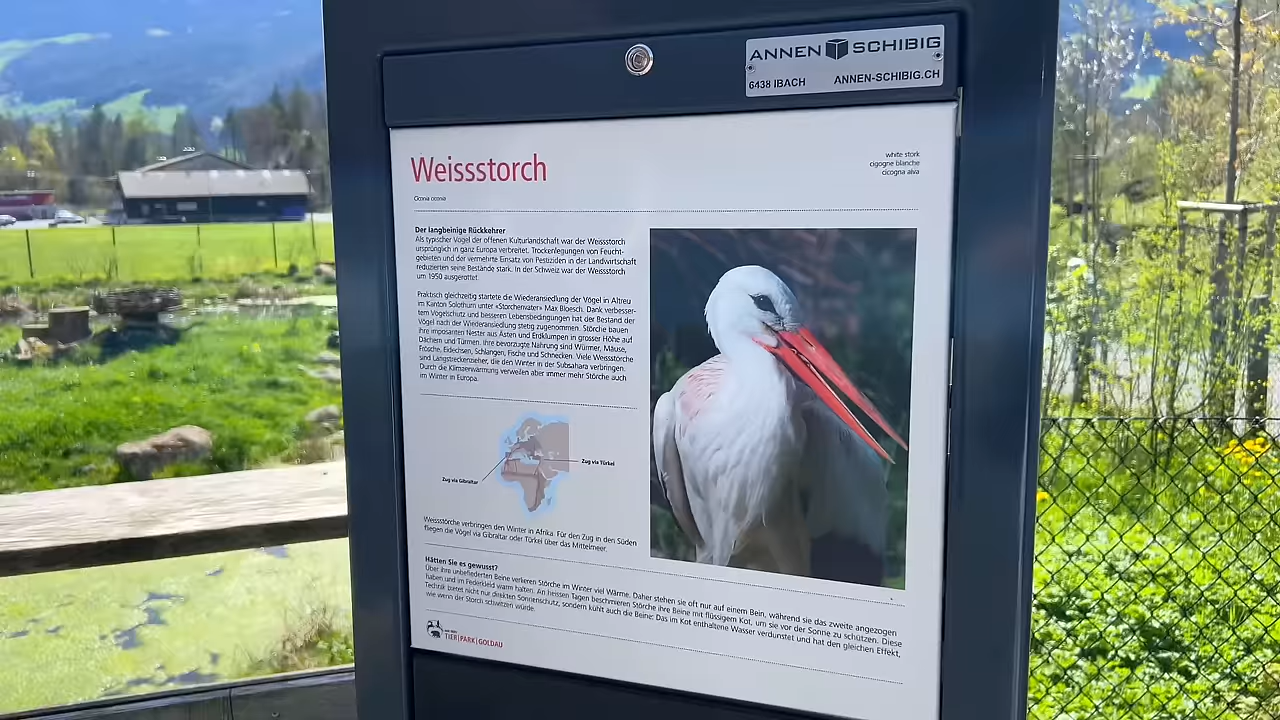 ANNEN SCHIBIG
6438 IBACH ANNEN-SCHIBIG.CH
Weissstorch
white stork
cigogne blanche
cicogna alva
Ciconia ciconia
Der langbeinige Rückkehrer
Als typischer Vogel der offenen Kulturlandschaft war der Weissstorch
ursprünglich in ganz Europa verbreitet. Trockenlegungen von Feucht-
gebieten und der vermehrte Einsatz von Pestiziden in der Landwirtschaft
reduzierten seine Bestände stark. In der Schweiz war der Weissstorch
um 1950 ausgerottet.
Praktisch gleichzeitig startete die Wiederansiedlung der Vögel in Altreu
im Kanton Solothurn unter «Storchenvater» Max Bloesch. Dank verbesser-
tem Vogelschutz und besseren Lebensbedingungen hat der Bestand der
Vögel nach der Wiederansiedlung stetig zugenommen. Störche bauen
ihre imposanten Nester aus Ästen und Erdklumpen in grosser Höhe auf
Dächern und Türmen. Ihre bevorzugte Nahrung sind Würmer, Mäuse,
Frösche, Eidechsen, Schlangen, Fische und Schnecken. Viele Weissstörche
sind Langstreckenzieher, die den Winter in der Subsahara verbringen.
Durch die Klimaerwärmung verweilen aber immer mehr Störche auch
im Winter in Europa.
Zug via Türkei
Zug via Gibraltar
Weissstörche verbringen den Winter in Afrika. Für den Zug in den Süden
fliegen die Vögel via Gibraltar oder Türkei über das Mittelmeer.
Hätten Sie es gewusst?
Über ihre unbefiederten Beine verlieren Störche im Winter viel Wärme. Daher stehen sie oft nur auf einem Bein, während sie das zweite angezogen
haben und im Federkleid warm halten. An heissen Tagen beschmieren Störche ihre Beine mit flüssigem Kot, um sie vor der Sonne zu schützen. Diese
Technik bietet nicht nur direkten Sonnenschutz, sondern kühlt auch die Beine: Das im Kot enthaltene Wasser verdunstet und hat den gleichen Effekt,
wie wenn der Storch schwitzen würde.
TIER|PARK|GOLDAU